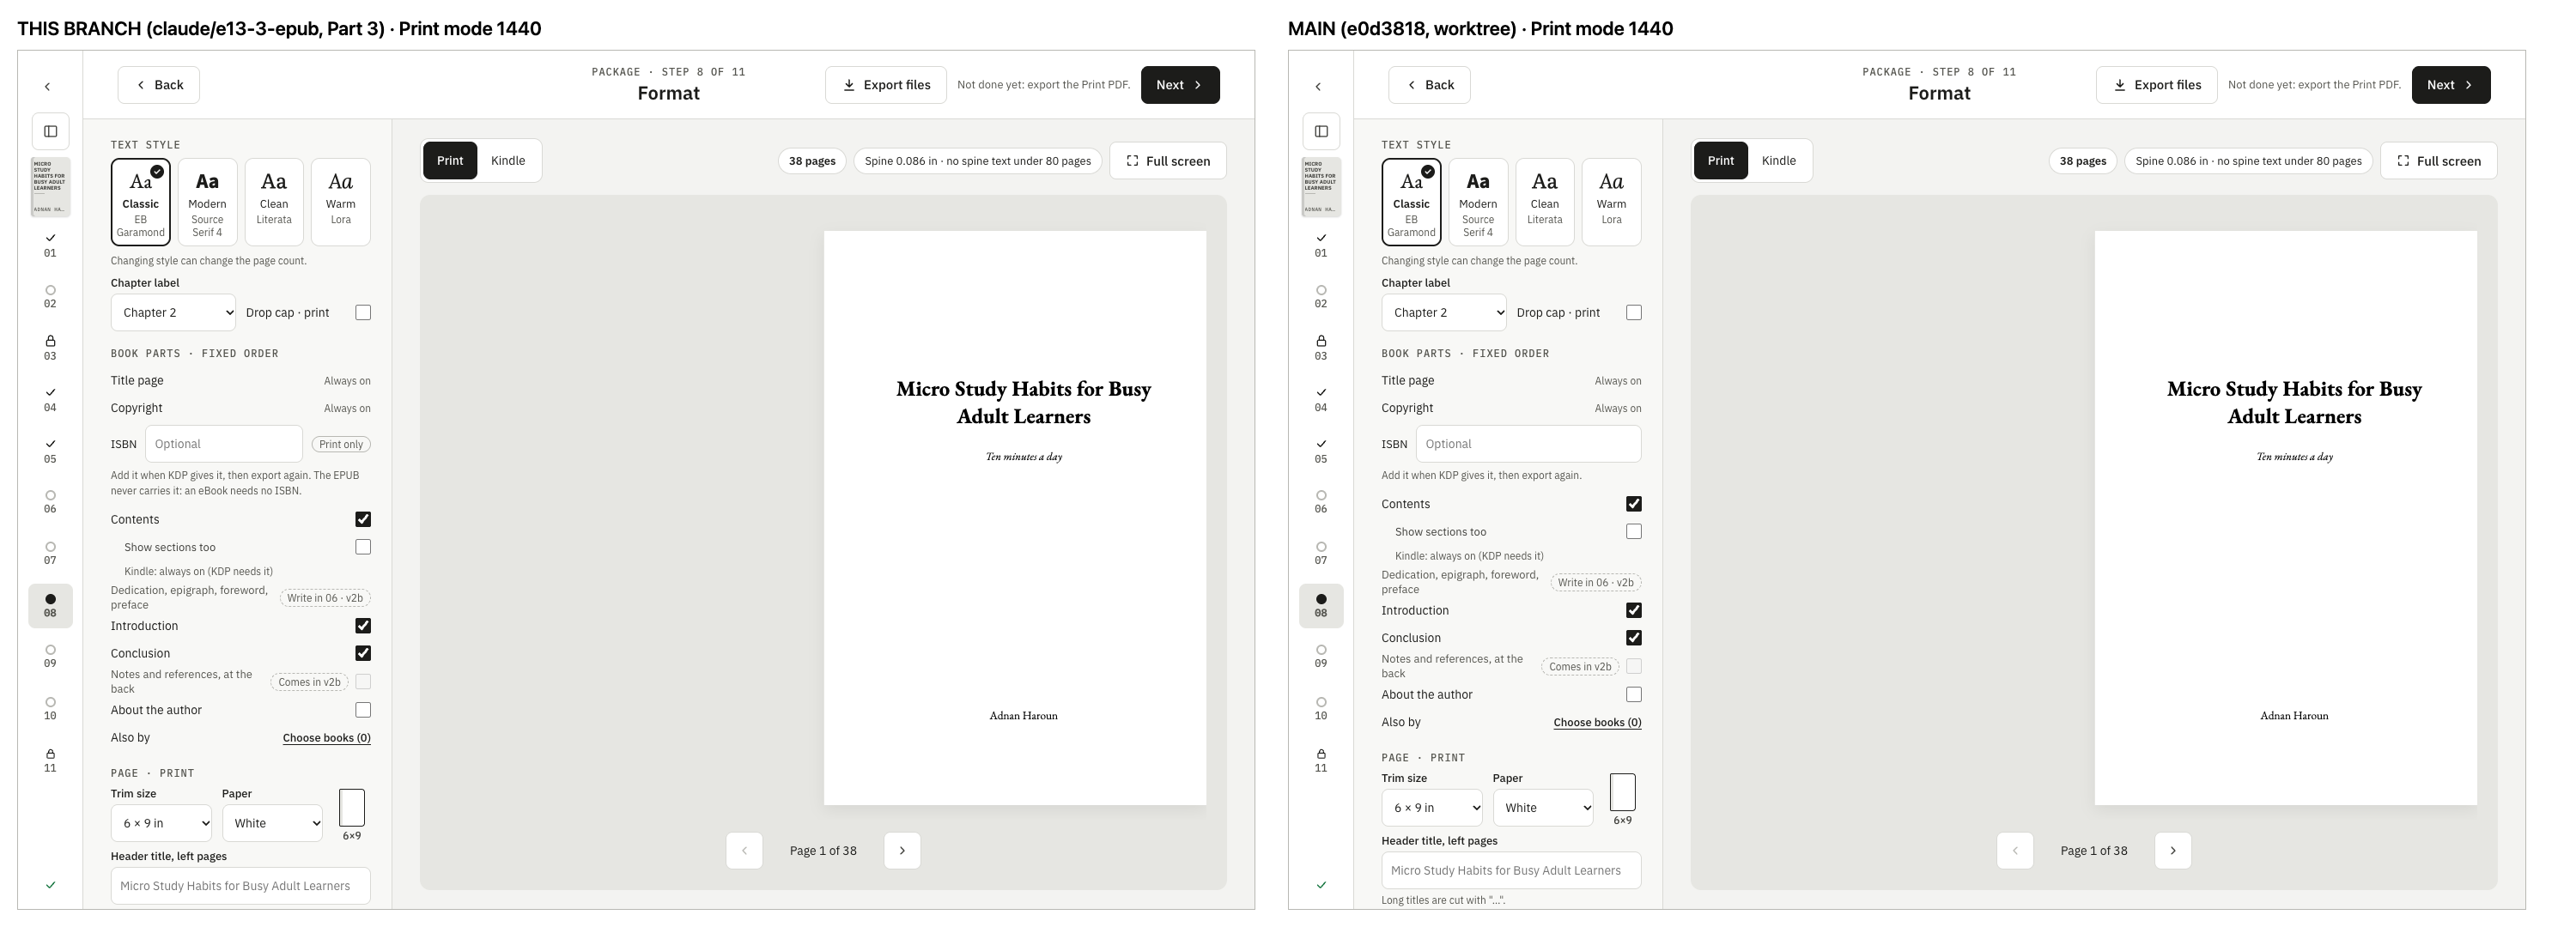 THIS BRANCH (claude/e13-3-epub, Part 3) · Print mode 1440
Back
PACKAGE · STEP 8 OF 11
Format
Export files
Not done yet: export the Print PDF.
Next
MICRO
STUDY
HABITS FOR
BUSY ADULT
LEARNERS
ADNAN HA…
01
02
03
04
05
06
07
08
09
10
11
TEXT STYLE
Aa
Classic
EB
Garamond
Aa
Modern
Source
Serif 4
Aa
Clean
Literata
Aa
Warm
Lora
Changing style can change the page count.
Chapter label
Chapter 2
Drop cap · print
BOOK PARTS · FIXED ORDER
Title page
Always on
Copyright
Always on
ISBN
Optional
Print only
Add it when KDP gives it, then export again. The EPUB
never carries it: an eBook needs no ISBN.
Contents
Show sections too
Kindle: always on (KDP needs it)
Dedication, epigraph, foreword,
preface
Write in 06 · v2b
Introduction
Conclusion
Notes and references, at the
back
Comes in v2b
About the author
Also by
Choose books (0)
PAGE · PRINT
Trim size
Paper
6 × 9 in
White
6×9
Header title, left pages
Micro Study Habits for Busy Adult Learners
Print
Kindle
38 pages
Spine 0.086 in · no spine text under 80 pages
Full screen
Micro Study Habits for Busy
Adult Learners
Ten minutes a day
Adnan Haroun
Page 1 of 38
MAIN (e0d3818, worktree) · Print mode 1440
Back
PACKAGE · STEP 8 OF 11
Format
Export files
Not done yet: export the Print PDF.
Next
MICRO
STUDY
HABITS FOR
BUSY ADULT
LEARNERS
ADNAN HA…
01
02
03
04
05
06
07
08
09
10
11
TEXT STYLE
Aa
Classic
EB
Garamond
Aa
Modern
Source
Serif 4
Aa
Clean
Literata
Aa
Warm
Lora
Changing style can change the page count.
Chapter label
Chapter 2
Drop cap · print
BOOK PARTS · FIXED ORDER
Title page
Always on
Copyright
Always on
ISBN
Optional
Add it when KDP gives it, then export again.
Contents
Show sections too
Kindle: always on (KDP needs it)
Dedication, epigraph, foreword,
preface
Write in 06 · v2b
Introduction
Conclusion
Notes and references, at the
back
Comes in v2b
About the author
Also by
Choose books (0)
PAGE · PRINT
Trim size
Paper
6 × 9 in
White
6×9
Header title, left pages
Micro Study Habits for Busy Adult Learners
Long titles are cut with "…".
Print
Kindle
38 pages
Spine 0.086 in · no spine text under 80 pages
Full screen
Micro Study Habits for Busy
Adult Learners
Ten minutes a day
Adnan Haroun
Page 1 of 38